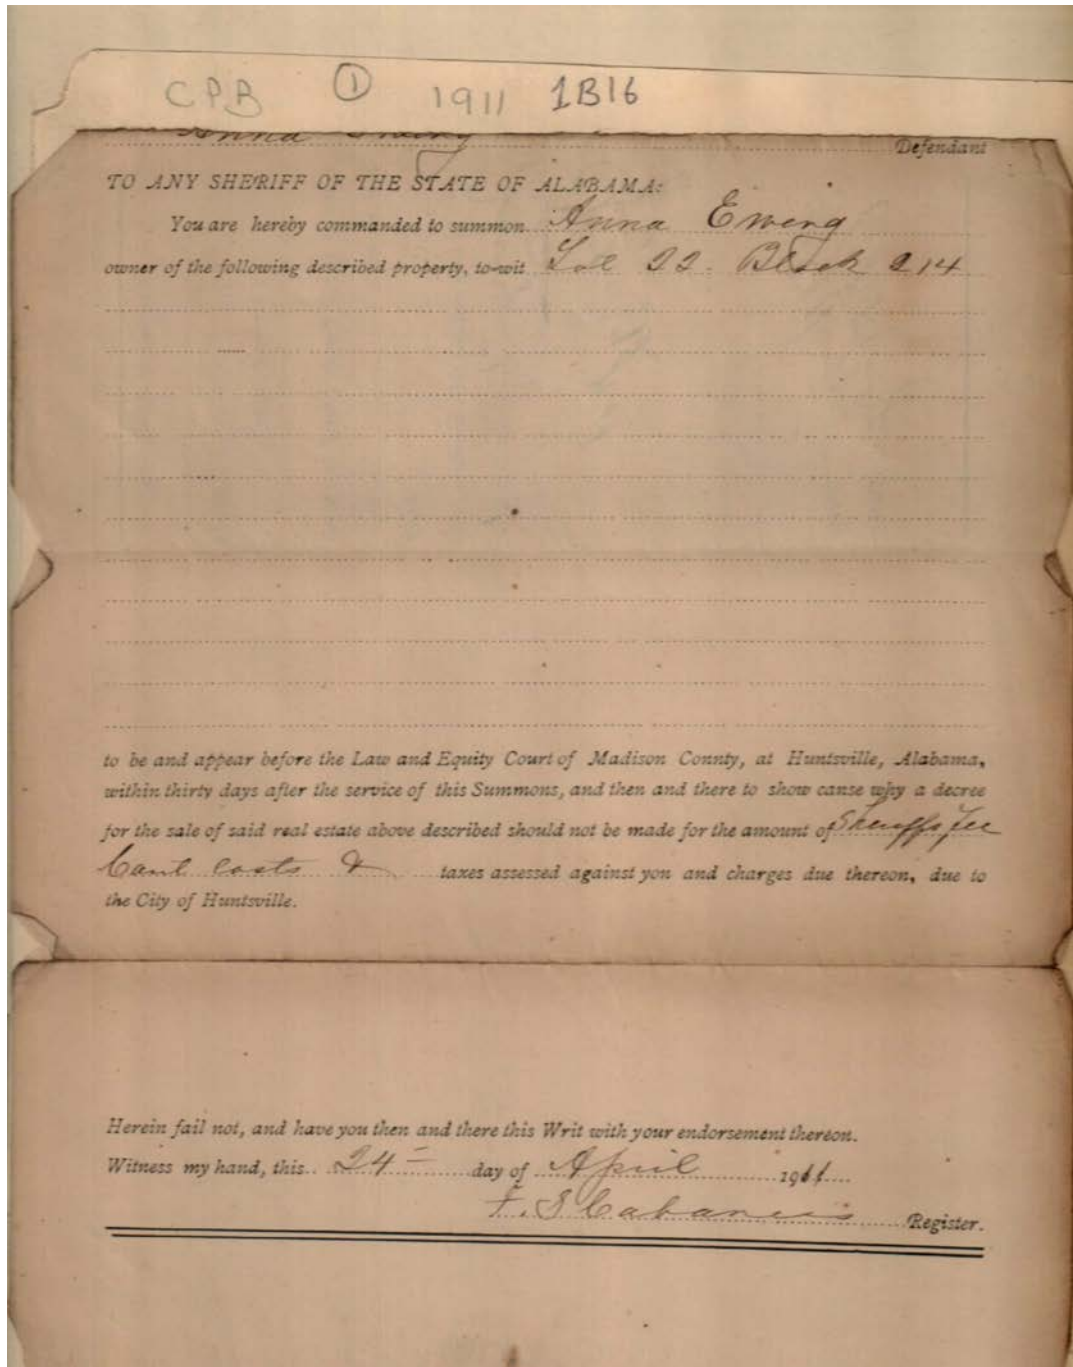 CPB ① 1911 1B16
Anna Ewing
Defendant
TO ANY SHERIFF OF THE STATE OF ALABAMA:
You are hereby commanded to summon Anna Ewing
owner of the following described property, to-wit Lot 22. Block 214
to be and appear before the Law and Equity Court of Madison County, at Huntsville, Alabama,
within thirty days after the service of this Summons, and then and there to show cause why a decree
for the sale of said real estate above described should not be made for the amount of Sheriffs fee
Court costs & taxes assessed against you and charges due thereon, due to
the City of Huntsville.
Herein fail not, and have you then and there this Writ with your endorsement thereon.
Witness my hand, this 24 day of April 1911
F. S Cabaniss Register.